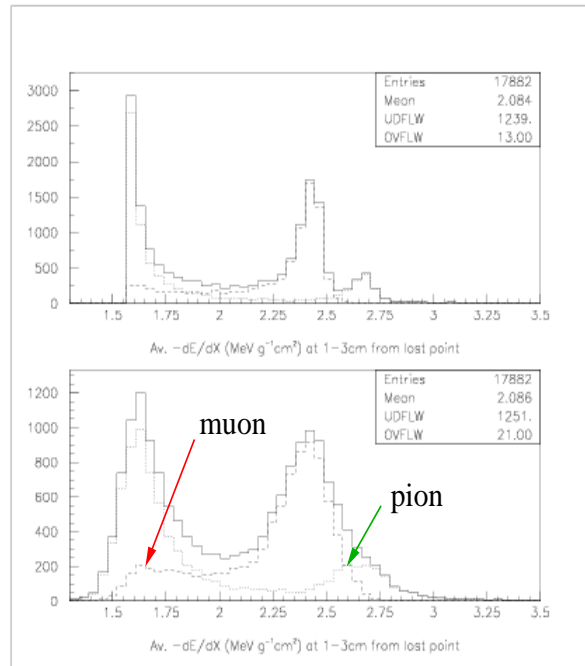 Entries 17882
Mean 2.084
UDFLW 1239.
OVFLW 13.00
3000
2500
2000
1500
1000
500
0
1.5 1.75 2 2.25 2.5 2.75 3 3.25 3.5
Av. -dE/dX (MeV g⁻¹cm²) at 1-3cm from lost point
Entries 17882
Mean 2.086
UDFLW 1251.
OVFLW 21.00
1200
1000
800
600
400
200
0
muon
pion
1.5 1.75 2 2.25 2.5 2.75 3 3.25 3.5
Av. -dE/dX (MeV g⁻¹cm²) at 1-3cm from lost point